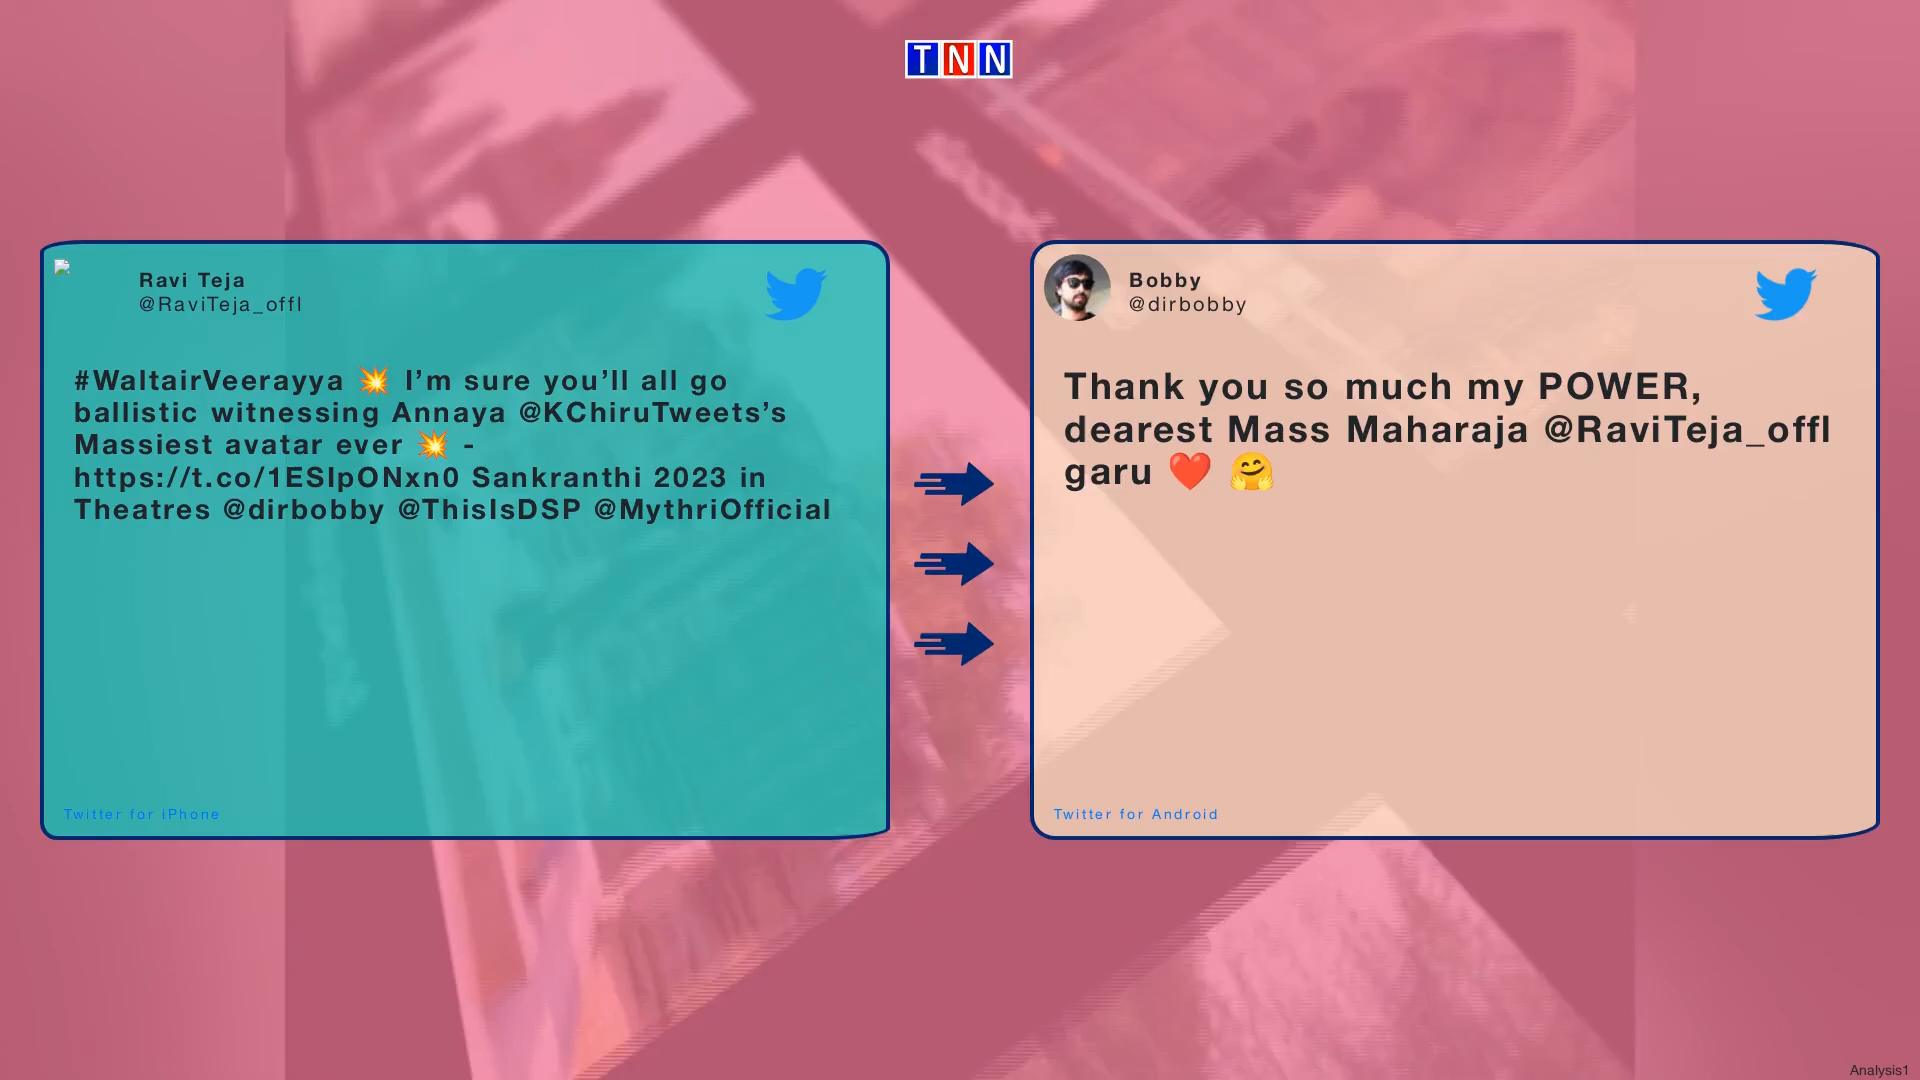 TNN
Ravi Teja
@RaviTeja_offl
#WaltairVeerayya 💥 I’m sure you’ll all go
ballistic witnessing Annaya @KChiruTweets’s
Massiest avatar ever 💥 -
https://t.co/1ESIpONxn0 Sankranthi 2023 in
Theatres @dirbobby @ThisIsDSP @MythriOfficial
Twitter for iPhone
Bobby
@dirbobby
Thank you so much my POWER,
dearest Mass Maharaja @RaviTeja_offl
garu ❤️ 🤗
Twitter for Android
Analysis1